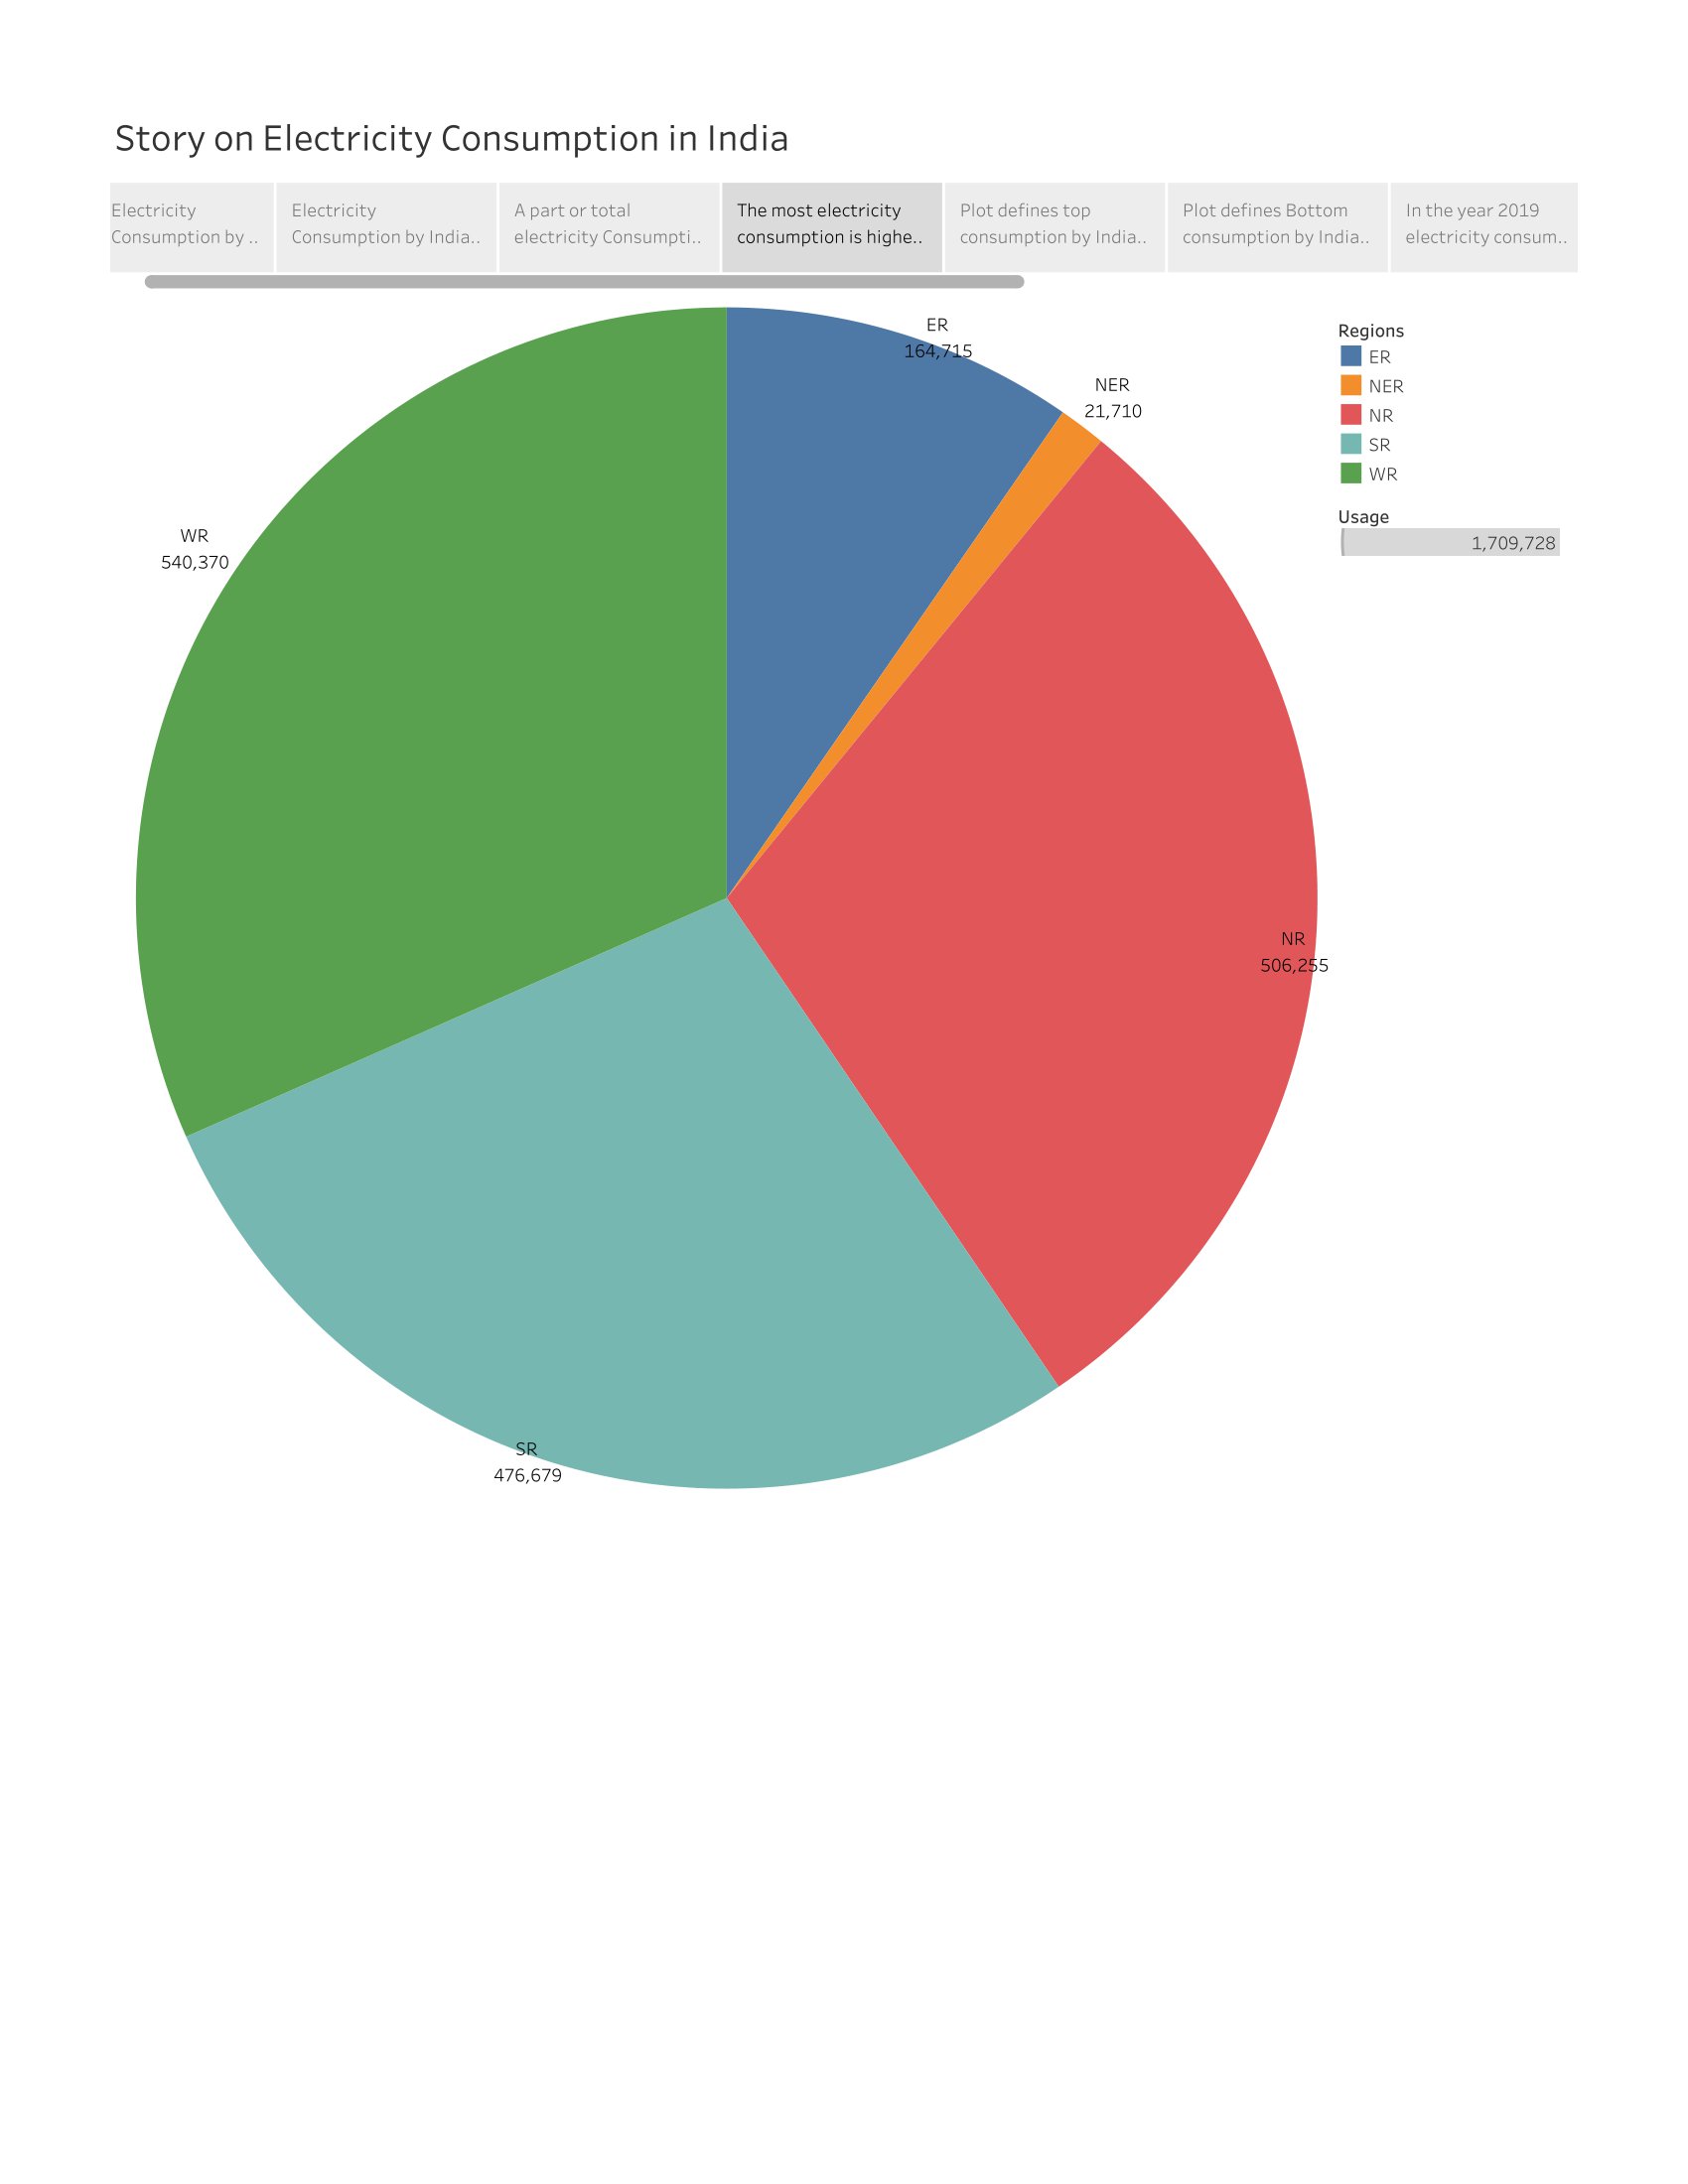 Story on Electricity Consumption in India
Electricity
Consumption by ..
Electricity
Consumption by India..
A part or total
electricity Consumpti..
The most electricity
consumption is highe..
Plot defines top
consumption by India..
Plot defines Bottom
consumption by India..
In the year 2019
electricity consum..
ER
164,715
NER
21,710
WR
540,370
NR
506,255
SR
476,679
Regions
ER
NER
NR
SR
WR
Usage
1,709,728